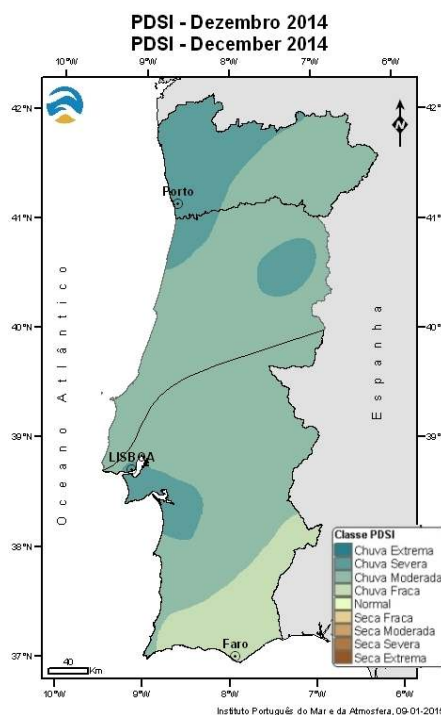 PDSI - Dezembro 2014
PDSI - December 2014
10°W 9°W 8°W 7°W 6°W
42°N 42°N
N
Porto
41°N 41°N
40°N 40°N
Oceano Atlântico
Espanha
39°N 39°N
LISBOA
38°N 38°N
Classe PDSI
Chuva Extrema
Chuva Severa
Chuva Moderada
Chuva Fraca
Normal
Seca Fraca
Seca Moderada
Seca Severa
Seca Extrema
Faro
37°N 37°N
40
Km
10°W 9°W 8°W 7°W 6°W
Instituto Português do Mar e da Atmosfera, 09-01-2015